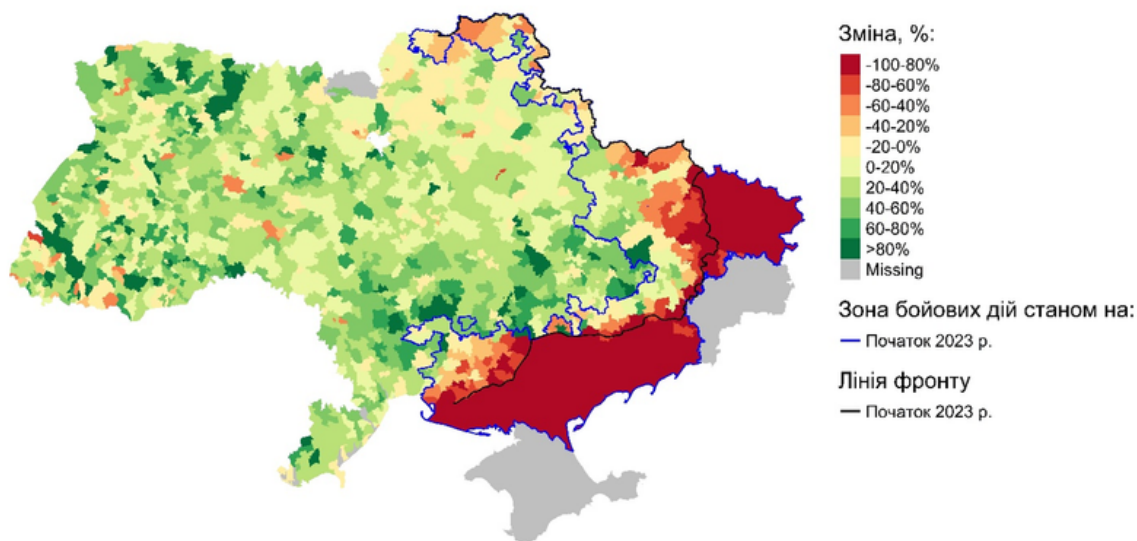 Зміна, %:
-100-80%
-80-60%
-60-40%
-40-20%
-20-0%
0-20%
20-40%
40-60%
60-80%
>80%
Missing
Зона бойових дій станом на:
Початок 2023 р.
Лінія фронту
Початок 2023 р.